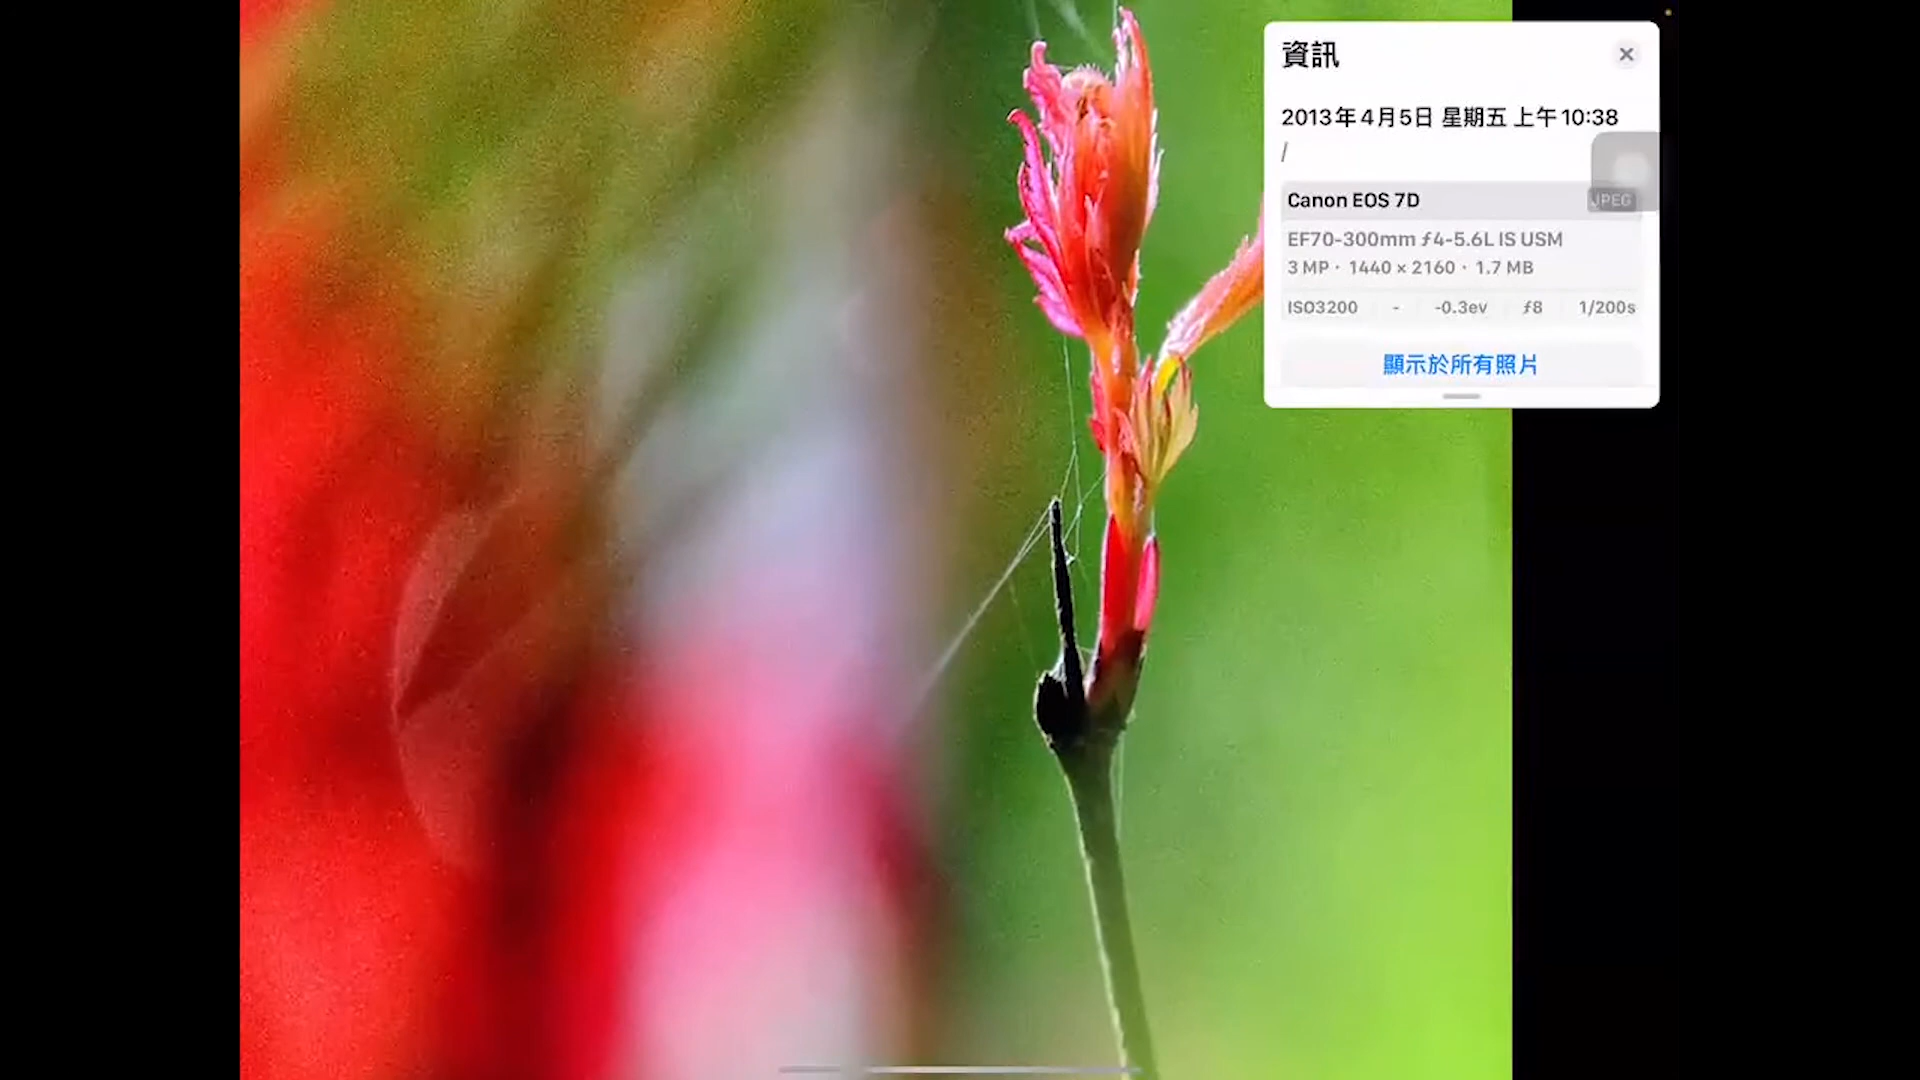 資訊
2013年4月5日 星期五 上午10:38
/
Canon EOS 7D
JPEG
EF70-300mm ƒ4-5.6L IS USM
3 MP · 1440 × 2160 · 1.7 MB
ISO3200 - -0.3ev ƒ8 1/200s
顯示於所有照片